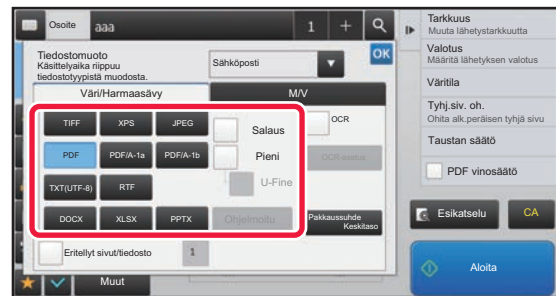 Osoite aaa 1 +
Tiedostomuoto
Käsittelyaika riippuu
tiedostotyypistä muodosta.
Sähköposti
OK
Väri/Harmaasävy
M/V
TIFF XPS JPEG Salaus OCR
PDF PDF/A-1a PDF/A-1b Pieni OCR-asetus
TXT(UTF-8) RTF U-Fine
DOCX XLSX PPTX Ohjelmoitu Pakkaussuhde
Keskitaso
Eritellyt sivut/tiedosto 1
Muut
Tarkkuus
Muuta lähetystarkkuutta
Valotus
Määritä lähetyksen valotus
Väritila
Tyhj.siv. oh.
Ohita alk.peräisen tyhjä sivu
Taustan säätö
PDF vinosäätö
Esikatselu CA
Aloita